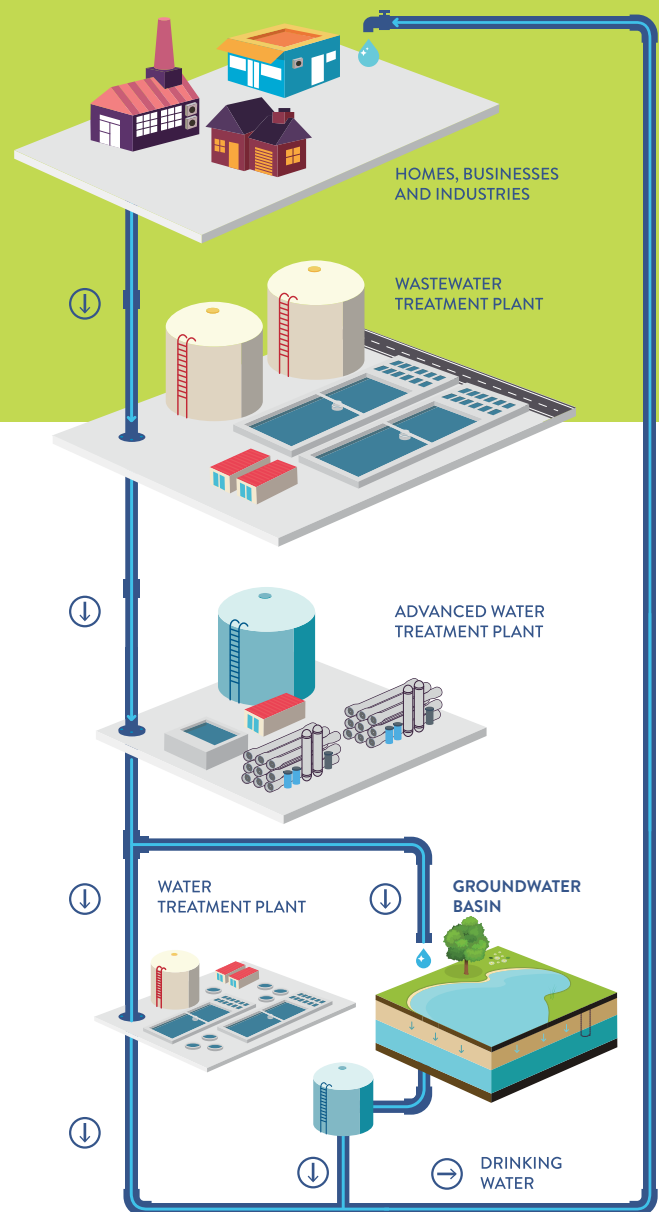 HOMES, BUSINESSES
AND INDUSTRIES
WASTEWATER
TREATMENT PLANT
ADVANCED WATER
TREATMENT PLANT
WATER
TREATMENT PLANT
GROUNDWATER
BASIN
DRINKING
WATER